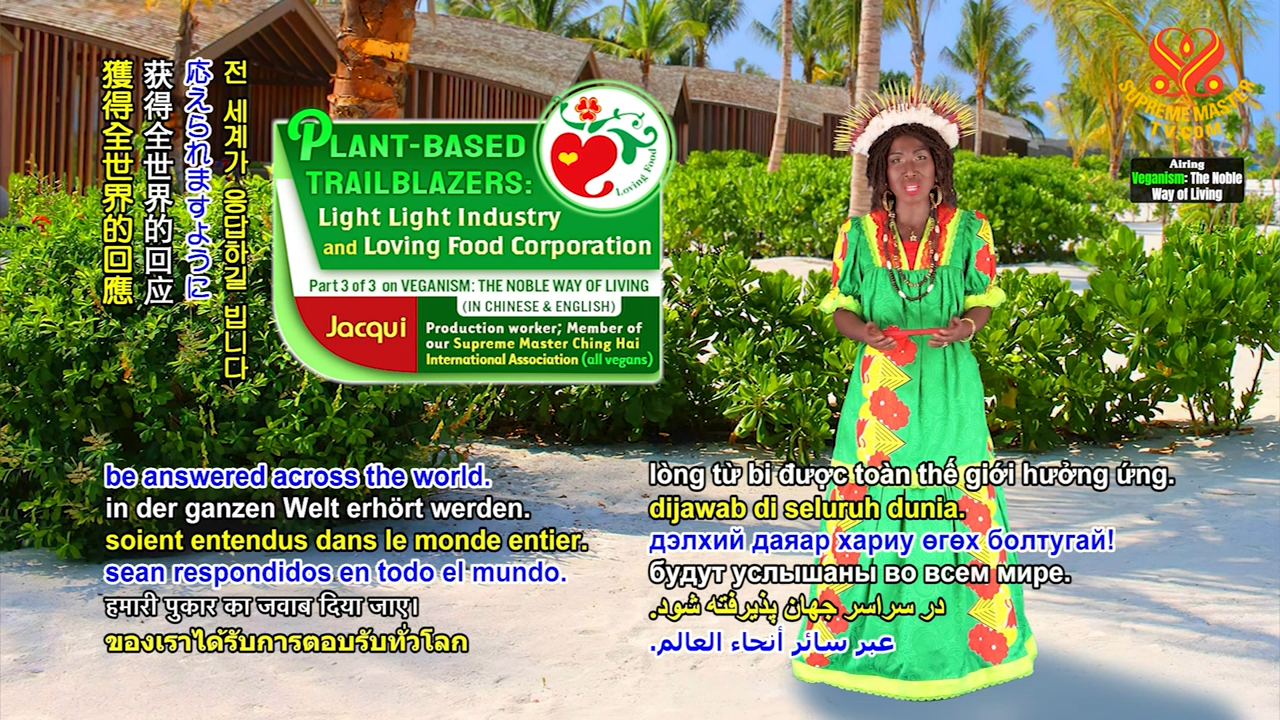 獲得全世界的回應
获得全世界的回应
応えられますように
전 세계가 응답하길 빕니다
PLANT-BASED
TRAILBLAZERS:
Light Light Industry
and Loving Food Corporation
Loving Food
Part 3 of 3 on VEGANISM: THE NOBLE WAY OF LIVING
(IN CHINESE & ENGLISH)
Jacqui
Production worker; Member of
our Supreme Master Ching Hai
International Association (all vegans)
SUPREME MASTER
TV.COM
Airing
Veganism: The Noble
Way of Living
be answered across the world.
in der ganzen Welt erhört werden.
soient entendus dans le monde entier.
sean respondidos en todo el mundo.
हमारी पुकार का जवाब दिया जाए।
ของเราได้รับการตอบรับทั่วโลก
lòng từ bi được toàn thế giới hưởng ứng.
dijawab di seluruh dunia.
дэлхий даяар хариу өгөх болтугай!
будут услышаны во всем мире.
در سراسر جهان پذیرفته شود.
عبر سائر أنحاء العالم.